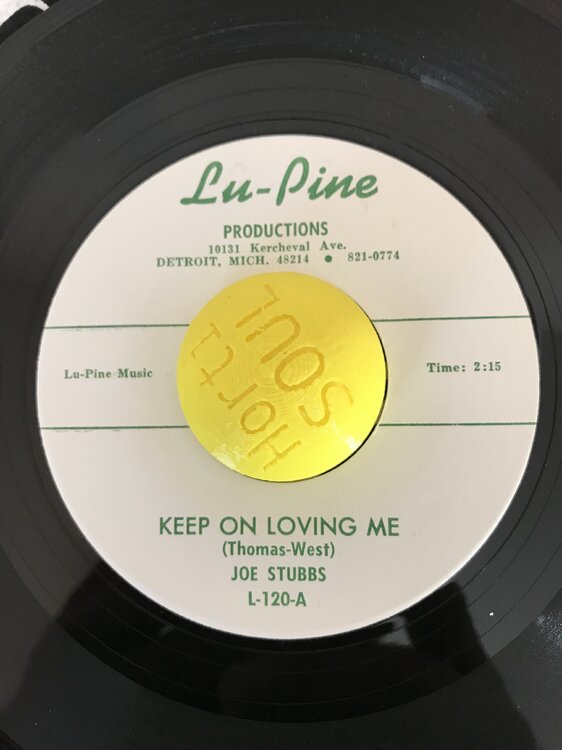 Lu-Pine
PRODUCTIONS
10131 Kercheval Ave.
DETROIT, MICH. 48214 • 821-0774
Lu-Pine Music
Time: 2:15
HORTI
SOUL
KEEP ON LOVING ME
(Thomas-West)
JOE STUBBS
L-120-A